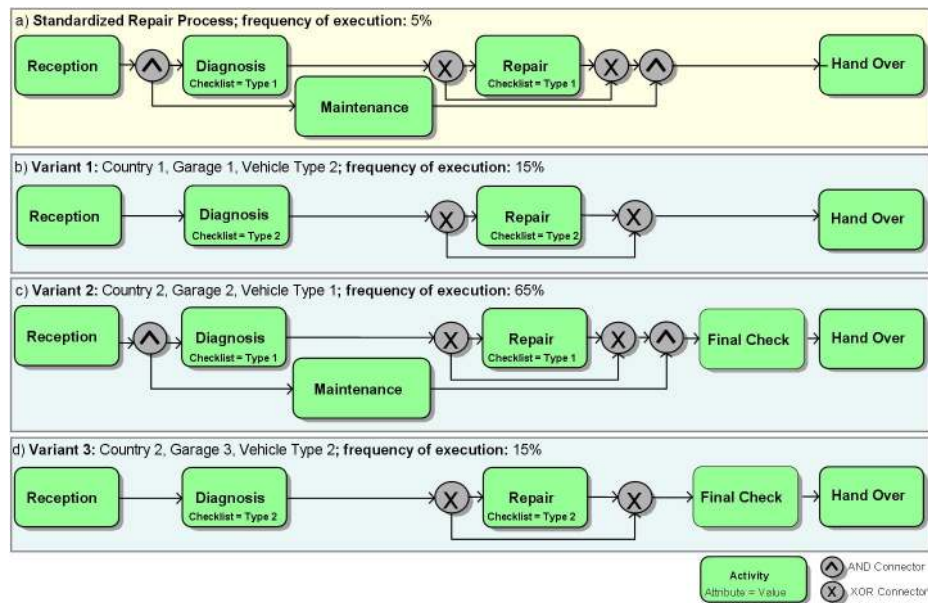 a) Standardized Repair Process; frequency of execution: 5%
Reception
Diagnosis
Checklist = Type 1
X
Repair
Checklist = Type 1
X
Hand Over
Maintenance
b) Variant 1: Country 1, Garage 1, Vehicle Type 2; frequency of execution: 15%
Reception
Diagnosis
Checklist = Type 2
X
Repair
Checklist = Type 2
X
Hand Over
c) Variant 2: Country 2, Garage 2, Vehicle Type 1; frequency of execution: 65%
Reception
Diagnosis
Checklist = Type 1
X
Repair
Checklist = Type 1
X
Final Check
Hand Over
Maintenance
d) Variant 3: Country 2, Garage 3, Vehicle Type 2; frequency of execution: 15%
Reception
Diagnosis
Checklist = Type 2
X
Repair
Checklist = Type 2
X
Final Check
Hand Over
Activity
Attribute = Value
AND Connector
X XOR Connector